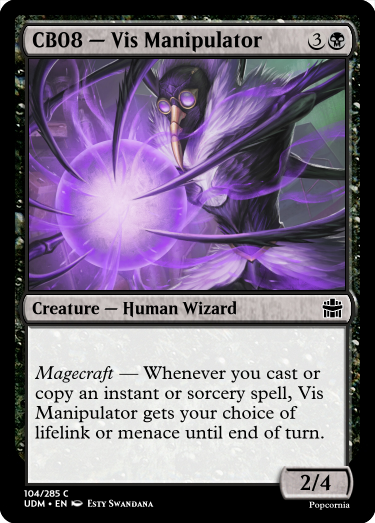 CB08 — Vis Manipulator 3
Creature — Human Wizard
Magecraft — Whenever you cast or
copy an instant or sorcery spell, Vis
Manipulator gets your choice of
lifelink or menace until end of turn.
2/4
104/285 C
UDM • EN Esty Swandana
Popcornia